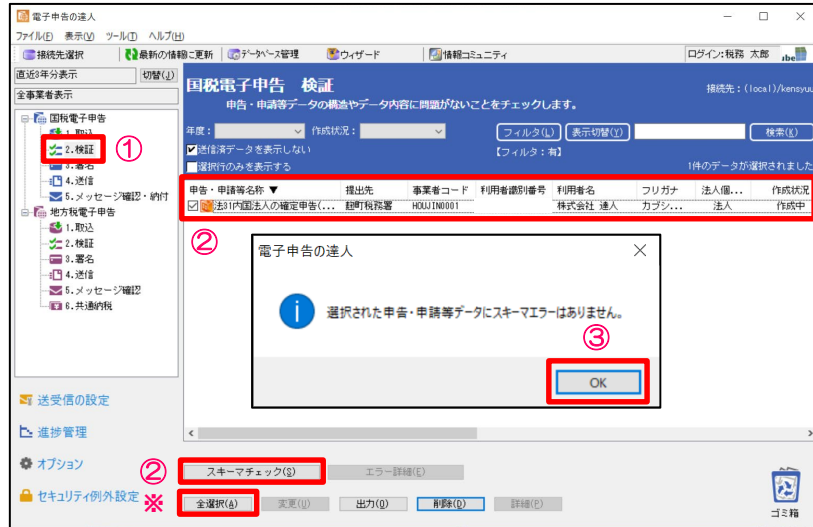 電子申告の達人
ファイル(F) 表示(V) ツール(T) ヘルプ(H)
接続先選択 最新の情報に更新 データベース管理 ウィザード 情報コミュニティ ログイン:税務 太郎
直近3年分表示 切替(J)
全事業者表示
国税電子申告
1.取込
2.検証 ①
3.署名
4.送信
5.メッセージ確認・納付
地方税電子申告
1.取込
2.検証
3.署名
4.送信
5.メッセージ確認
6.共通納税
送受信の設定
進捗管理
オプション
セキュリティ例外設定 ※
国税電子申告 検証
接続先:(local)/kensyuu
申告・申請等データの構造やデータ内容に問題がないことをチェックします。
年度: 作成状況: フィルタ(L) 表示切替(Y) 検索(K)
送信済データを表示しない 【フィルタ:有】
選択行のみを表示する 1件のデータが選択されました
申告・申請等名称 ▼ 提出先 事業者コード 利用者識別番号 利用者名 フリガナ 法人個... 作成状況
法31内国法人の確定申告(... 麹町税務署 HOUJIN0001 株式会社 達人 カブシ... 法人 作成中
②
電子申告の達人
選択された申告・申請等データにスキーマエラーはありません。
③
OK
② スキーマチェック(S) エラー詳細(E)
全選択(A) 変更(U) 出力(O) 削除(D) 詳細(P)
ゴミ箱